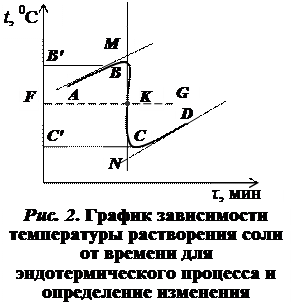 t, ⁰C
M
B'
B
A
F
K
G
D
C'
C
N
τ, мин
Рис. 2. График зависимости
температуры растворения соли
от времени для
эндотермического процесса и
определение изменения